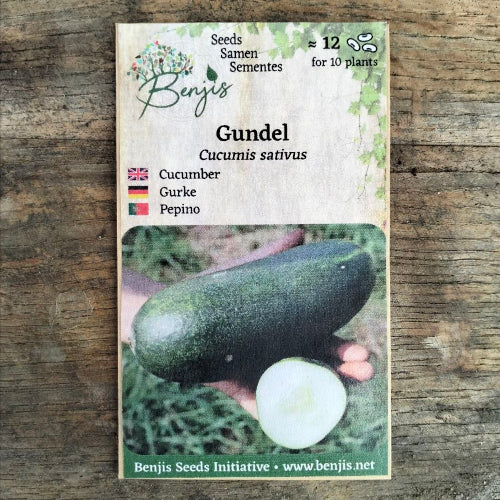 Seeds
Samen
Sementes
Benjis
≈ 12
for 10 plants
Gundel
Cucumis sativus
Cucumber
Gurke
Pepino
Benjis Seeds Initiative • www.benjis.net